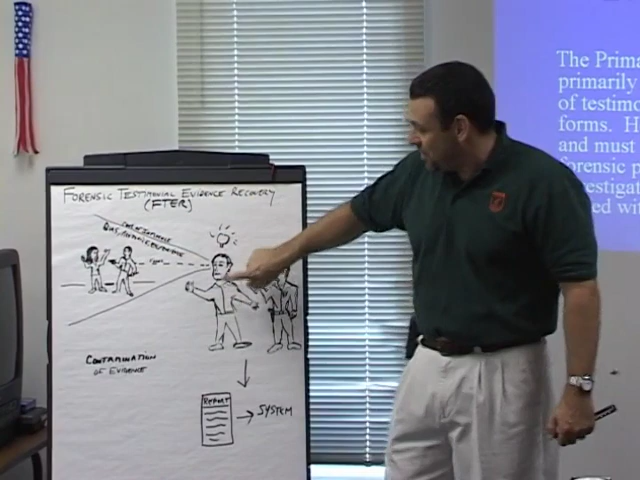 FORENSIC TESTIMONIAL EVIDENCE RECOVERY
(FTER)
CONTAMINATION
OF EVIDENCE
REPORT
SYSTEM
The Prima
primarily
of testimo
forms. H
and must
forensic p
vestigat
ed wit